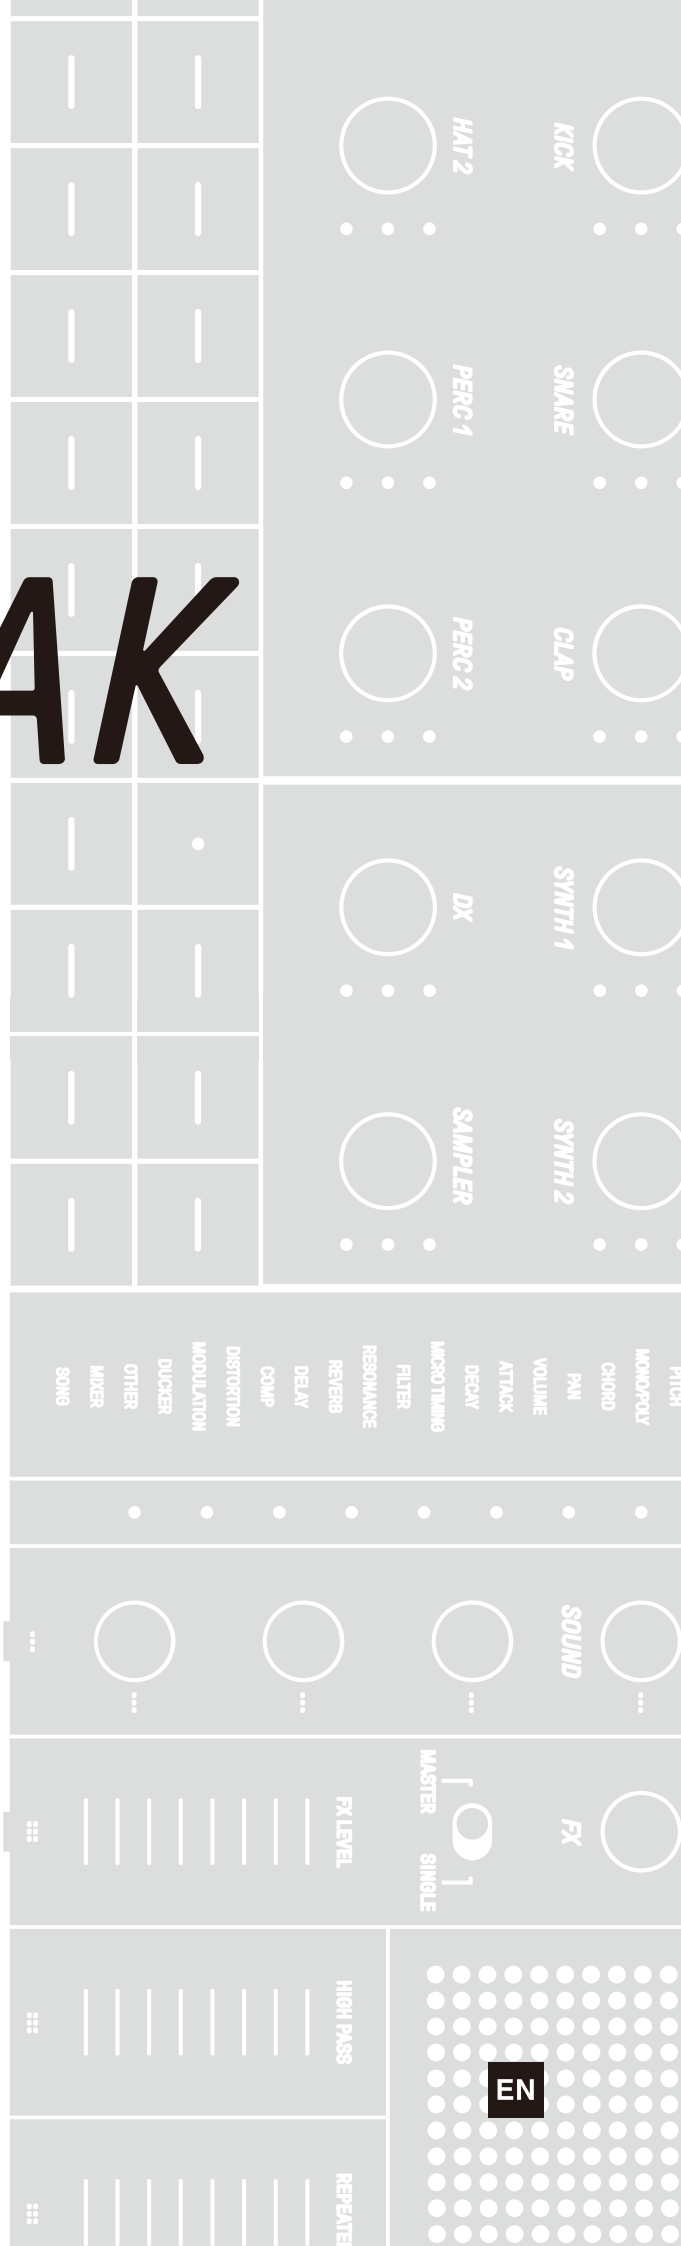 HAT 2
KICK
PERC 1
SNARE
AK
PERC 2
CLAP
DX
SYNTH 1
SAMPLER
SYNTH 2
SONG
MIXER
OTHER
DUCKER
MODULATION
DISTORTION
COMP
DELAY
REVERB
RESONANCE
FILTER
MICRO TIMING
DECAY
ATTACK
VOLUME
PAN
CHORD
MONO/POLY
PITCH
SOUND
FX LEVEL
MASTER
SINGLE
FX
HIGH PASS
EN
REPEATE